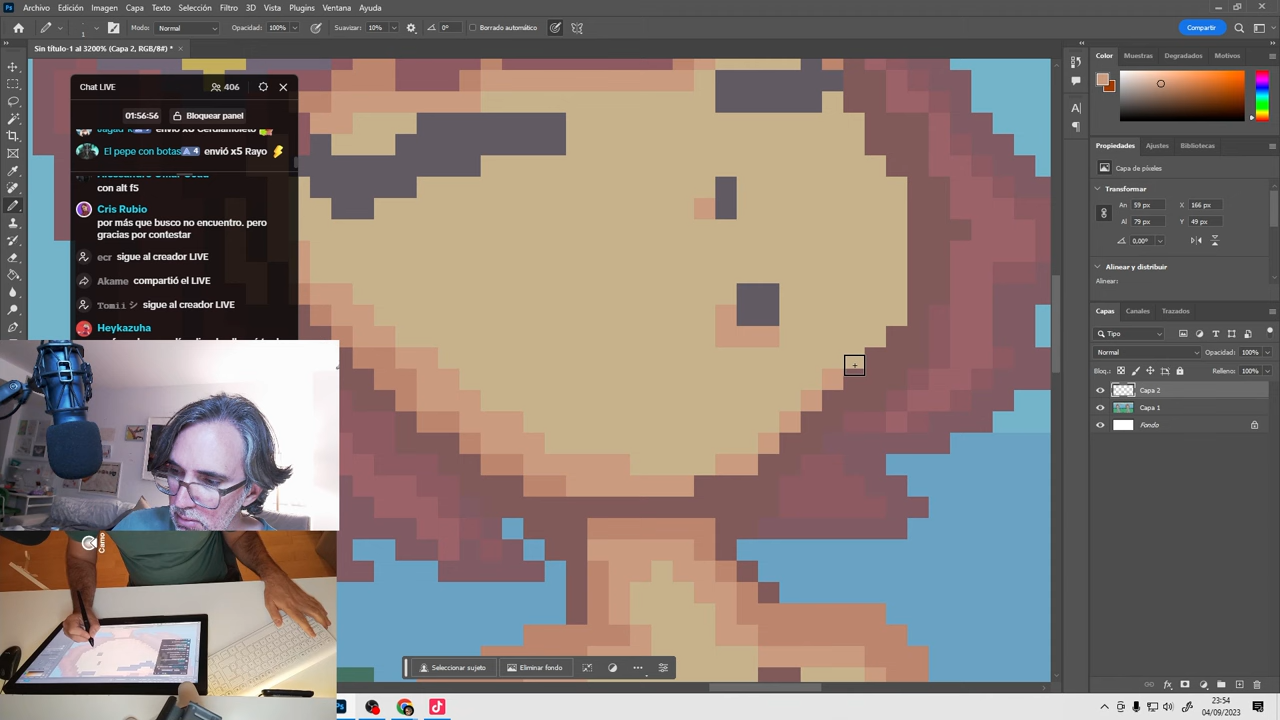 Archivo Edición Imagen Capa Texto Selección Filtro 3D Vista Plugins Ventana Ayuda
1 Modo: Normal Opacidad: 100% Suavizar: 10% 0° Borrado automático Compartir
Sin título-1 al 3200% (Capa 2, RGB/8#) *
Color Muestras Degradados Motivos
Chat LIVE 406
01:56:56 Bloquear panel
El pepe con botas 4 envió x5 Rayo
con alt f5
Cris Rubio
por más que busco no encuentro. pero
gracias por contestar
ecr sigue al creador LIVE
Akame compartió el LIVE
Tomii シ sigue al creador LIVE
Heykazuha
Propiedades Ajustes Bibliotecas
Capa de píxeles
Transformar
An 59 px X 166 px
Al 79 px Y 49 px
0,00°
Alinear y distribuir
Alinear:
Capas Canales Trazados
Tipo
Normal Opacidad: 100%
Bloq.: Relleno: 100%
Capa 2
Capa 1
Fondo
Camo
Seleccionar sujeto Eliminar fondo
23:54
04/09/2023